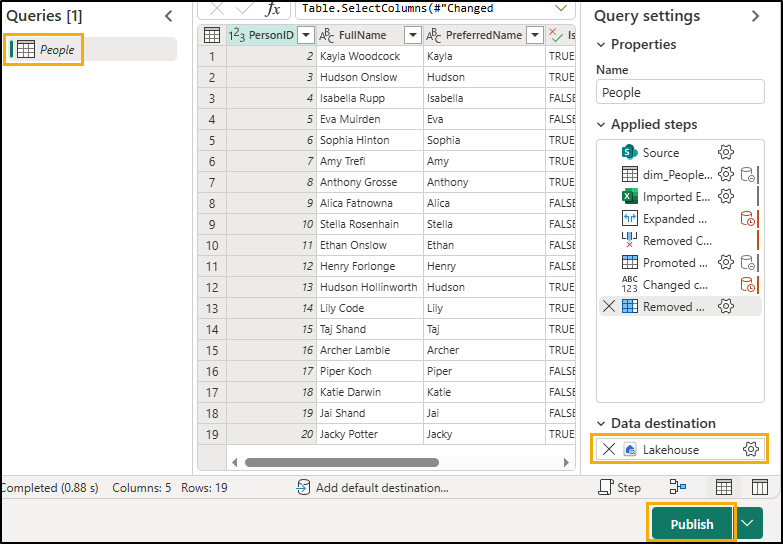 Queries [1]
People
fx
Table.SelectColumns(#"Changed
1 2 3 PersonID ABC FullName ABC PreferredName Is
1 2 Kayla Woodcock Kayla TRUE
2 3 Hudson Onslow Hudson TRUE
3 4 Isabella Rupp Isabella FALSE
4 5 Eva Muirden Eva FALSE
5 6 Sophia Hinton Sophia TRUE
6 7 Amy Trefl Amy TRUE
7 8 Anthony Grosse Anthony TRUE
8 9 Alica Fatnowna Alica FALSE
9 10 Stella Rosenhain Stella FALSE
10 11 Ethan Onslow Ethan FALSE
11 12 Henry Forlonge Henry FALSE
12 13 Hudson Hollinworth Hudson TRUE
13 14 Lily Code Lily TRUE
14 15 Taj Shand Taj TRUE
15 16 Archer Lamble Archer TRUE
16 17 Piper Koch Piper FALSE
17 18 Katie Darwin Katie FALSE
18 19 Jai Shand Jai FALSE
19 20 Jacky Potter Jacky TRUE
Query settings
Properties
Name
People
Applied steps
Source
dim_People...
Imported E...
Expanded ...
Removed C...
Promoted ...
ABC
123 Changed c...
Removed ...
Data destination
Lakehouse
Completed (0.88 s) Columns: 5 Rows: 19 Add default destination... Step
Publish